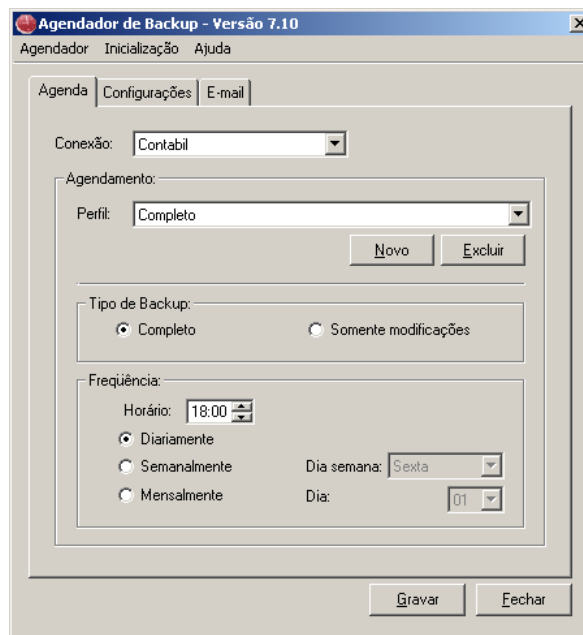 Agendador de Backup - Versão 7.10
Agendador Inicialização Ajuda
Agenda Configurações E-mail
Conexão: Contabil
Agendamento:
Perfil: Completo
Novo Excluir
Tipo de Backup:
Completo Somente modificações
Freqüência:
Horário: 18:00
Diariamente
Semanalmente Dia semana: Sexta
Mensalmente Dia: 01
Gravar Fechar